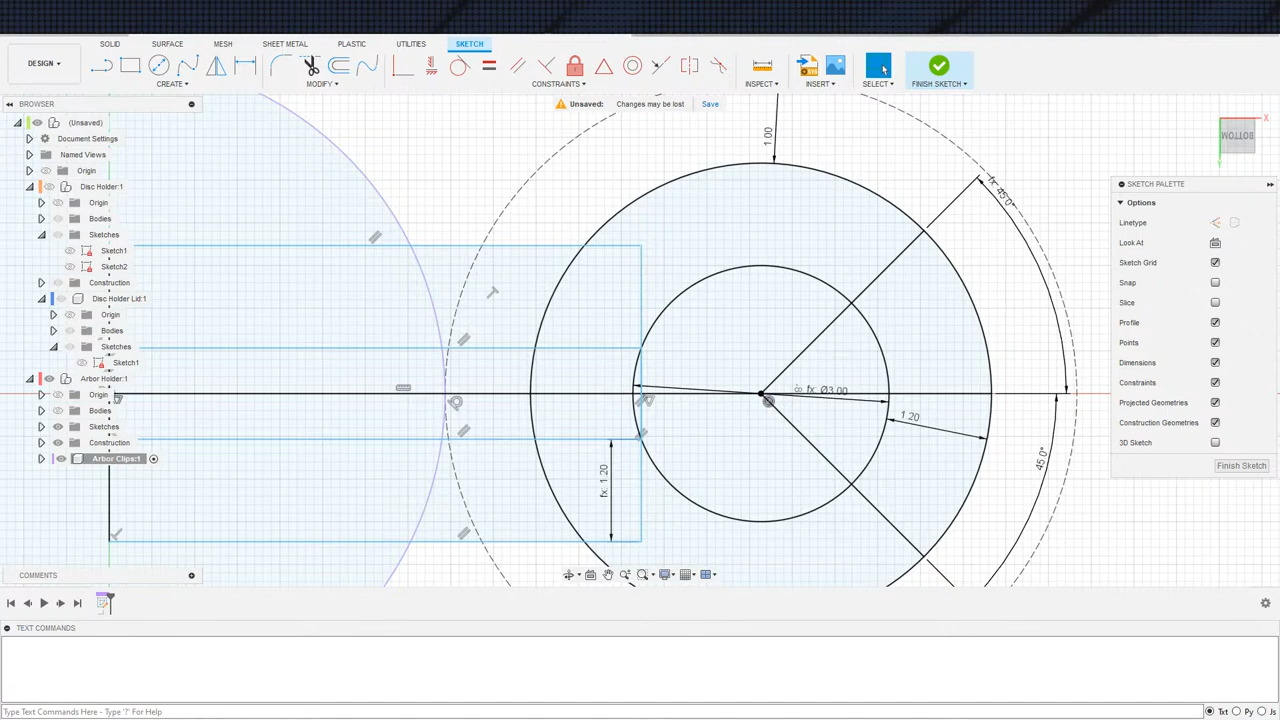 SOLID SURFACE MESH SHEET METAL PLASTIC UTILITIES SKETCH
DESIGN
CREATE MODIFY CONSTRAINTS INSPECT INSERT SELECT FINISH SKETCH
BROWSER
Unsaved: Changes may be lost Save
(Unsaved)
Document Settings
Named Views
Origin
Disc Holder:1
Origin
Bodies
Sketches
Sketch1
Sketch2
Construction
Disc Holder Lid:1
Origin
Bodies
Sketches
Sketch1
Arbor Holder:1
Origin
Bodies
Sketches
Construction
Arbor Clips:1
1.00
fx: 45.0°
fx: Ø3.00
1.20
45.0°
fx: 1.20
X
BOTTOM
SKETCH PALETTE
Options
Linetype
Look At
Sketch Grid
Snap
Slice
Profile
Points
Dimensions
Constraints
Projected Geometries
Construction Geometries
3D Sketch
Finish Sketch
COMMENTS
TEXT COMMANDS
Type Text Commands Here - Type '?' For Help
Txt Py Js